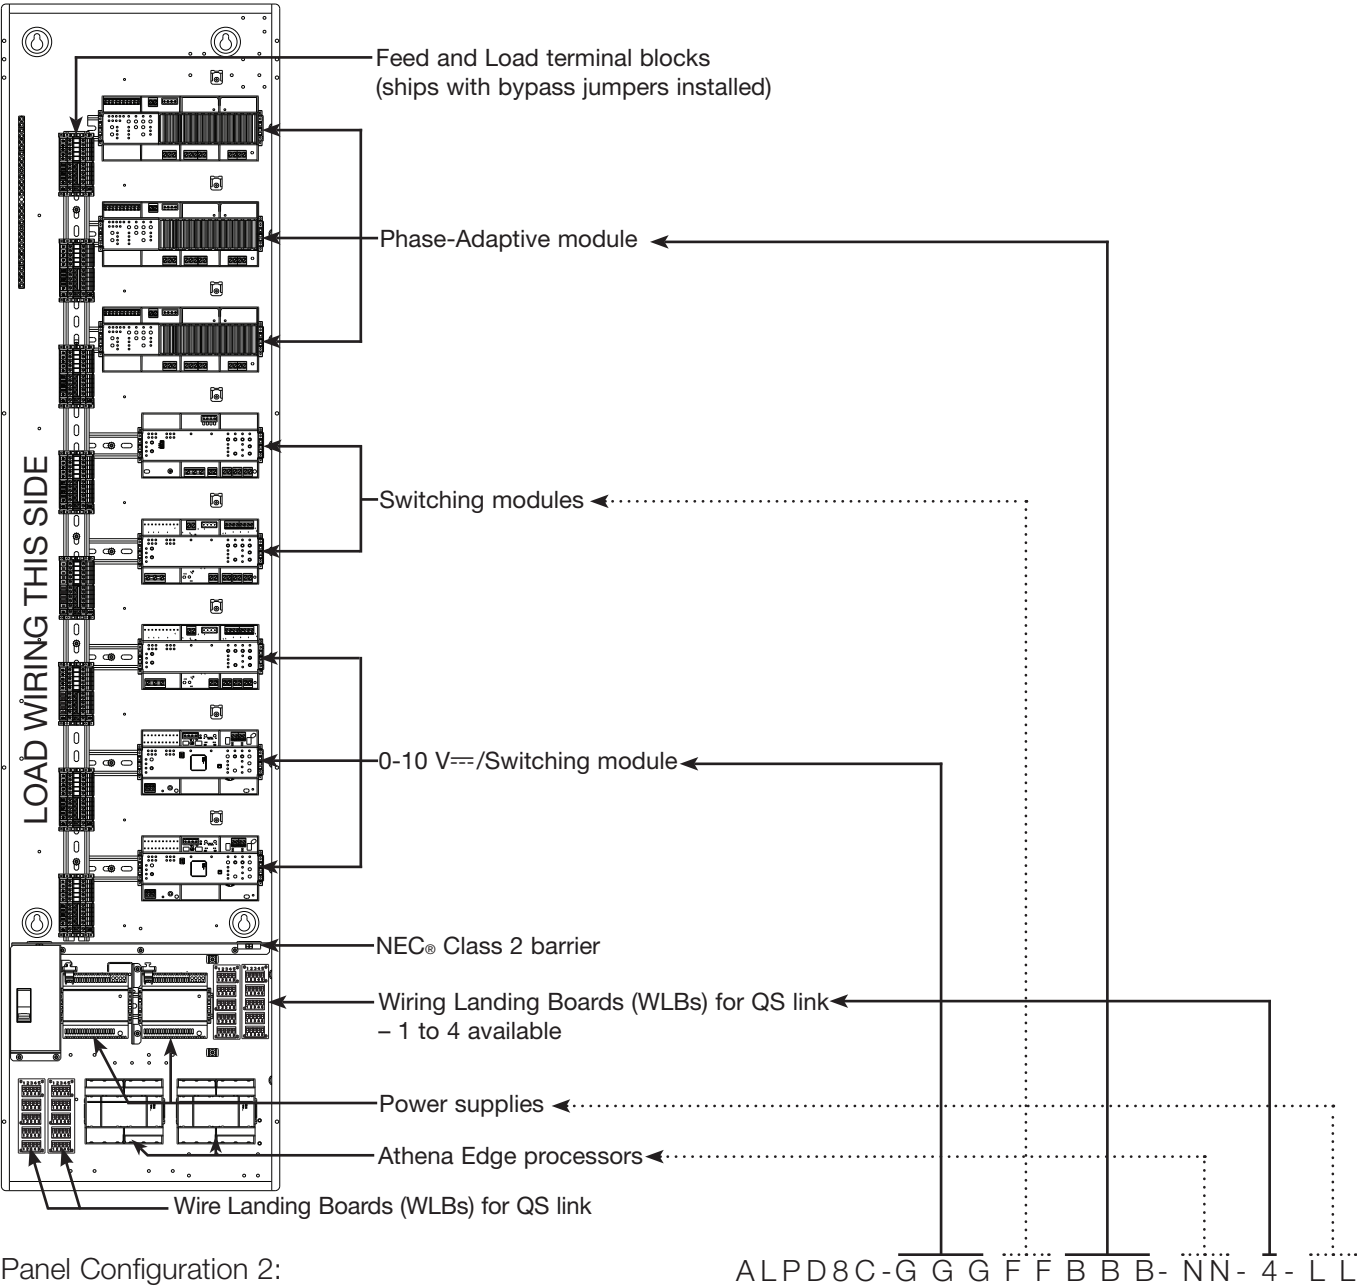 Feed and Load terminal blocks
(ships with bypass jumpers installed)
Phase-Adaptive module
LOAD WIRING THIS SIDE
Switching modules
0-10 V⎓/Switching module
NEC® Class 2 barrier
Wiring Landing Boards (WLBs) for QS link
– 1 to 4 available
Power supplies
Athena Edge processors
Wire Landing Boards (WLBs) for QS link
Panel Configuration 2:
ALPD8C-GGGFFBBB-NN-4-LL